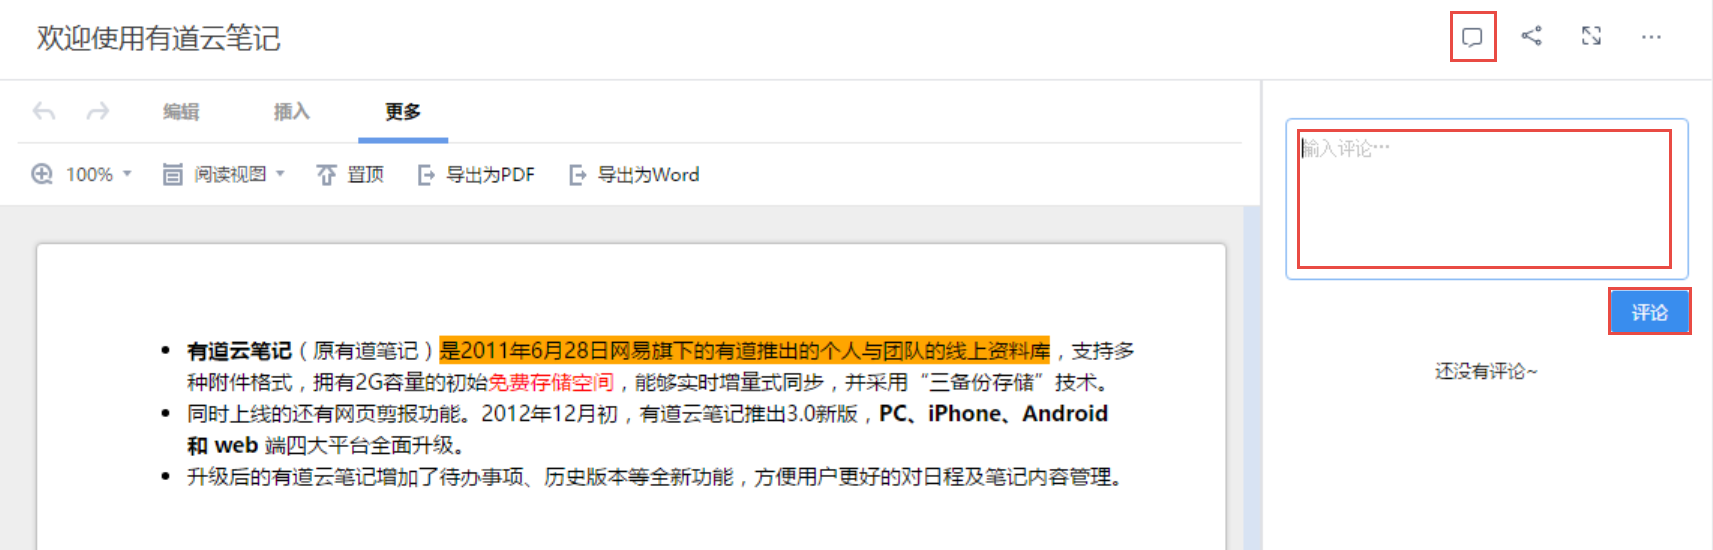 欢迎使用有道云笔记
编辑 插入 更多
100% 阅读视图 置顶 导出为PDF 导出为Word
输入评论…
评论
还没有评论~
有道云笔记（原有道笔记）是2011年6月28日网易旗下的有道推出的个人与团队的线上资料库，支持多
种附件格式，拥有2G容量的初始免费存储空间，能够实时增量式同步，并采用“三备份存储”技术。
同时上线的还有网页剪报功能。2012年12月初，有道云笔记推出3.0新版，PC、iPhone、Android
和 web 端四大平台全面升级。
升级后的有道云笔记增加了待办事项、历史版本等全新功能，方便用户更好的对日程及笔记内容管理。